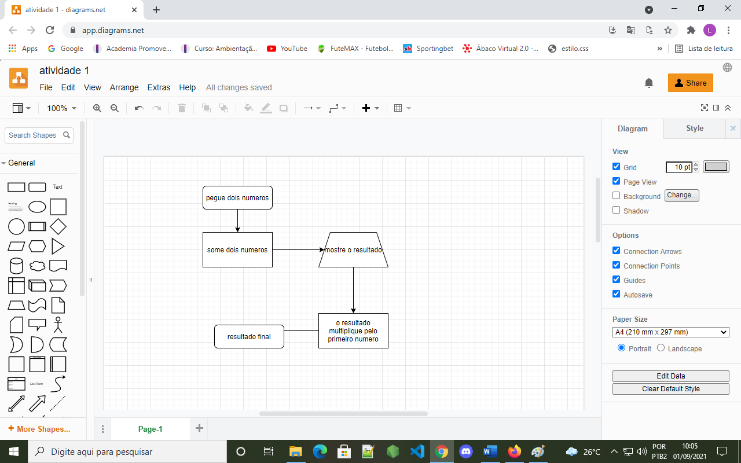 atividade 1 - diagrams.net
app.diagrams.net
L
Apps
Google
Academia Promove...
Curso: Ambientaçã...
YouTube
FuteMAX - Futebol...
Sportingbet
Ábaco Virtual 2.0 -...
estilo.css
»
Lista de leitura
atividade 1
File Edit View Arrange Extras Help All changes saved
Share
100%
Search Shapes
General
Text
More Shapes...
pegue dois numeros
some dois numeros
mostre o resultado
o resultado
multiplique pelo
primeiro numero
resultado final
Diagram
Style
View
Grid
10 pt
Page View
Background
Change...
Shadow
Options
Connection Arrows
Connection Points
Guides
Autosave
Paper Size
A4 (210 mm x 297 mm)
Portrait
Landscape
Edit Data
Clear Default Style
Page-1
Digite aqui para pesquisar
26°C
POR
PTB2
10:05
01/09/2021